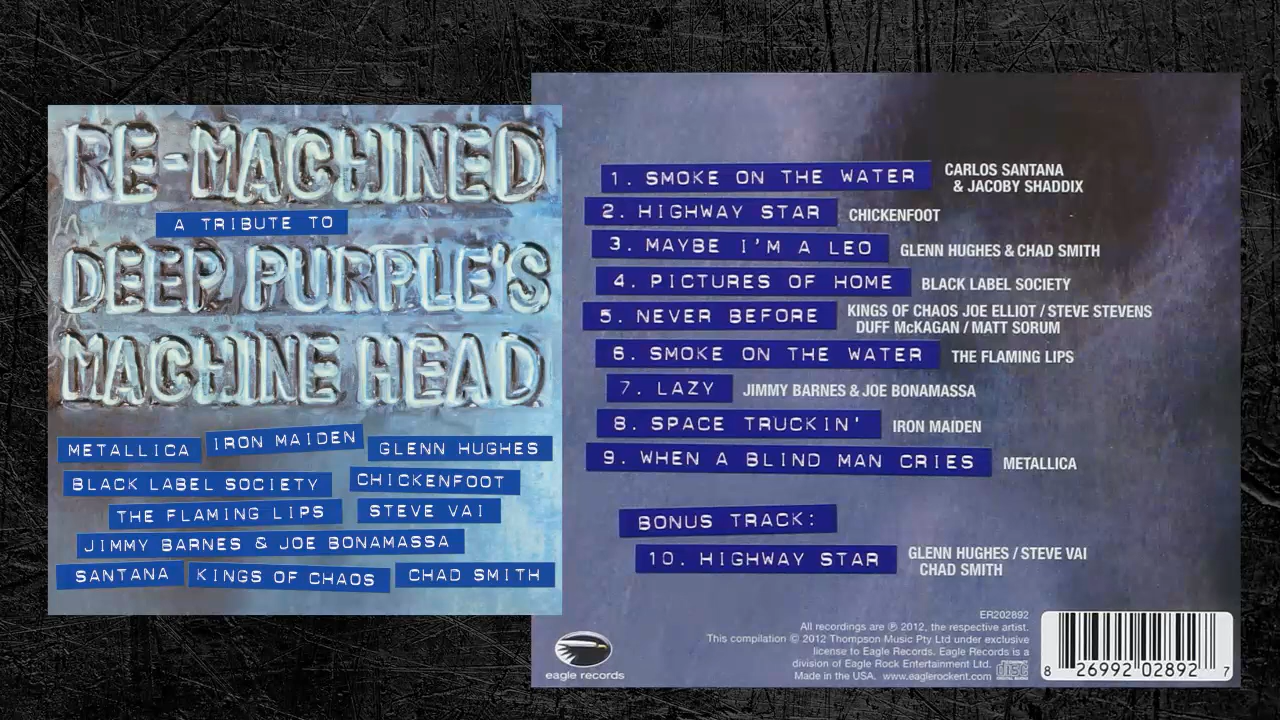 RE-MACHINED
A TRIBUTE TO
DEEP PURPLE'S
MACHINE HEAD
METALLICA IRON MAIDEN GLENN HUGHES
BLACK LABEL SOCIETY CHICKENFOOT
THE FLAMING LIPS STEVE VAI
JIMMY BARNES & JOE BONAMASSA
SANTANA KINGS OF CHAOS CHAD SMITH
1. SMOKE ON THE WATER CARLOS SANTANA
& JACOBY SHADDIX
2. HIGHWAY STAR CHICKENFOOT
3. MAYBE I'M A LEO GLENN HUGHES & CHAD SMITH
4. PICTURES OF HOME BLACK LABEL SOCIETY
5. NEVER BEFORE KINGS OF CHAOS JOE ELLIOT / STEVE STEVENS
DUFF McKAGAN / MATT SORUM
6. SMOKE ON THE WATER THE FLAMING LIPS
7. LAZY JIMMY BARNES & JOE BONAMASSA
8. SPACE TRUCKIN' IRON MAIDEN
9. WHEN A BLIND MAN CRIES METALLICA
BONUS TRACK:
10. HIGHWAY STAR GLENN HUGHES / STEVE VAI
CHAD SMITH
ER202892
All recordings are ℗ 2012, the respective artist.
This compilation © 2012 Thompson Music Pty Ltd under exclusive
license to Eagle Records. Eagle Records is a
division of Eagle Rock Entertainment Ltd.
Made in the USA. www.eaglerockent.com
eagle records
disc
8 26992 02892 7